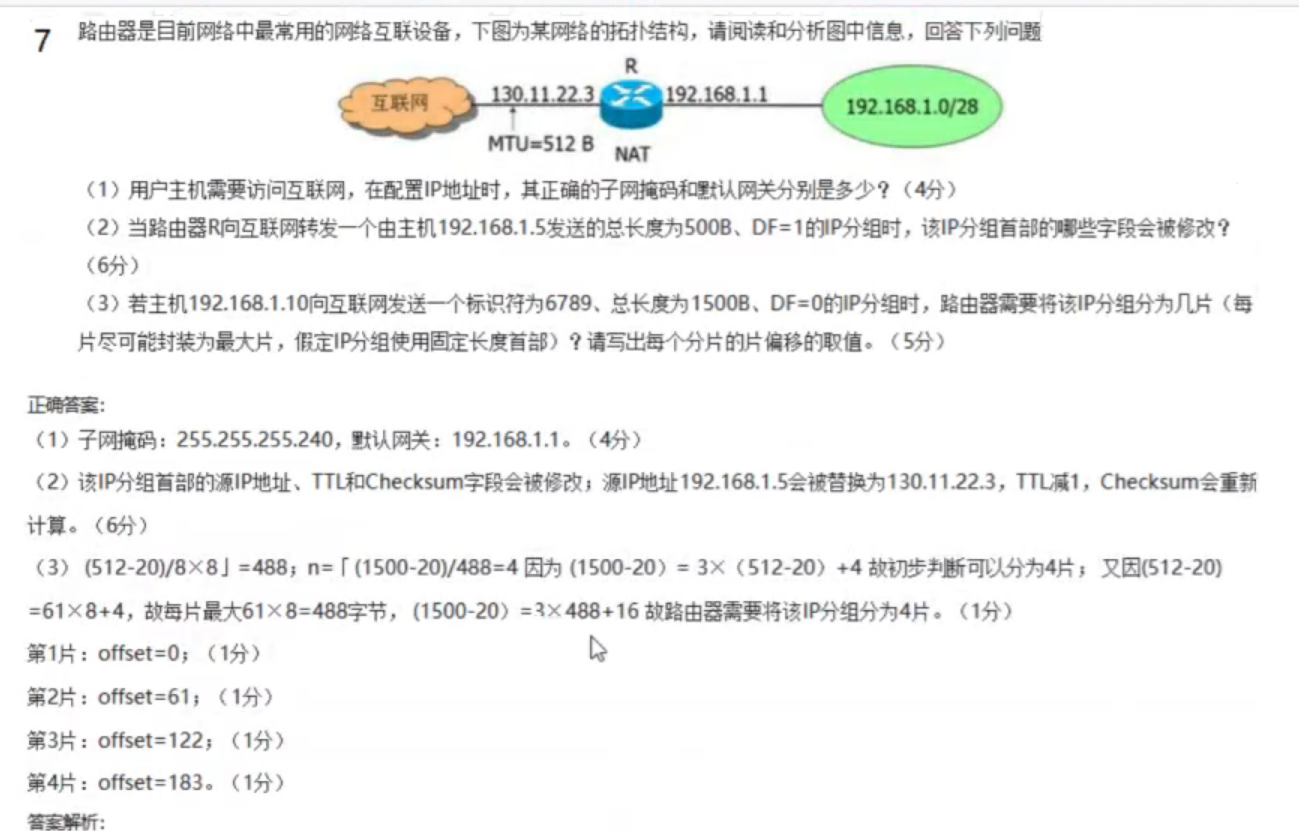 7 路由器是目前网络中最常用的网络互联设备，下图为某网络的拓扑结构，请阅读和分析图中信息，回答下列问题
R
互联网 130.11.22.3 192.168.1.1 192.168.1.0/28
MTU=512 B NAT
（1）用户主机需要访问互联网，在配置IP地址时，其正确的子网掩码和默认网关分别是多少？（4分）
（2）当路由器R向互联网转发一个由主机192.168.1.5发送的总长度为500B、DF=1的IP分组时，该IP分组首部的哪些字段会被修改？
（6分）
（3）若主机192.168.1.10向互联网发送一个标识符为6789、总长度为1500B、DF=0的IP分组时，路由器需要将该IP分组分为几片（每
片尽可能封装为最大片，假定IP分组使用固定长度首部）？请写出每个分片的片偏移的取值。（5分）
正确答案:
（1）子网掩码：255.255.255.240，默认网关：192.168.1.1。（4分）
（2）该IP分组首部的源IP地址、TTL和Checksum字段会被修改；源IP地址192.168.1.5会被替换为130.11.22.3，TTL减1，Checksum会重新
计算。（6分）
（3）(512-20)/8×8」=488；n=「(1500-20)/488=4 因为 (1500-20）= 3×（512-20）+4 故初步判断可以分为4片； 又因(512-20)
=61×8+4，故每片最大61×8=488字节， (1500-20）=3×488+16 故路由器需要将该IP分组分为4片。（1分）
第1片：offset=0；（1分）
第2片：offset=61；（1分）
第3片：offset=122；（1分）
第4片：offset=183。（1分）
答案解析: